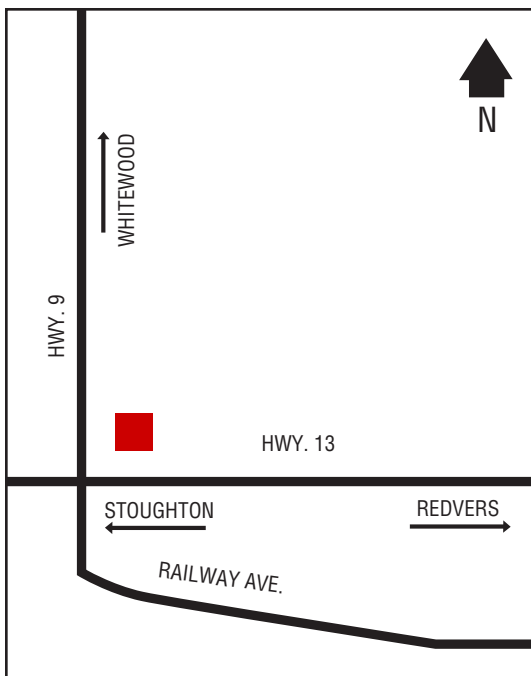 N
WHITEWOOD
HWY. 9
HWY. 13
STOUGHTON
REDVERS
RAILWAY AVE.